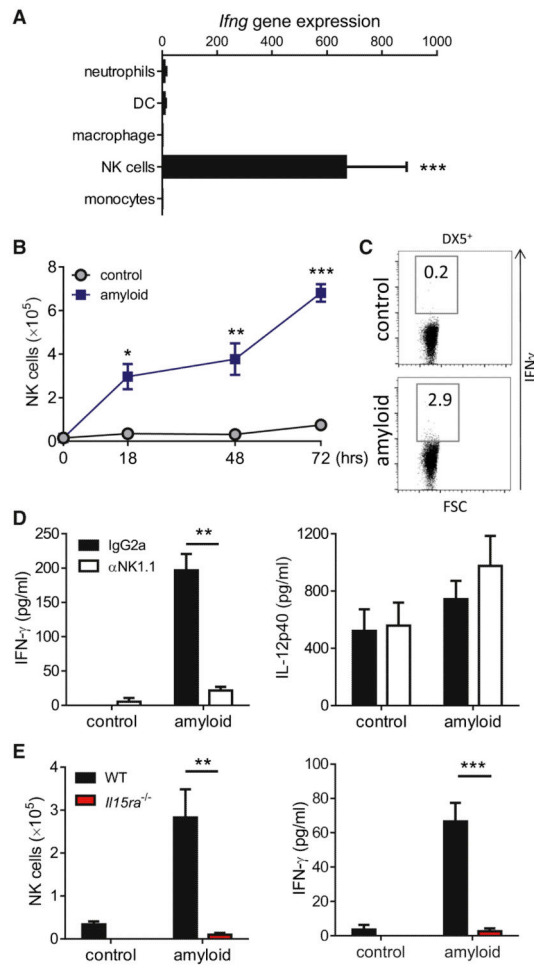 A
Ifng gene expression
0 200 400 600 800 1000
neutrophils
DC
macrophage
NK cells
***
monocytes
B
control
amyloid
NK cells (×10⁵)
8
6
4
2
0
*
**
***
0 18 48 72 (hrs)
C
DX5⁺
control
0.2
amyloid
2.9
IFNγ
FSC
D
IgG2a
αNK1.1
IFN-γ (pg/ml)
250
200
150
100
50
0
**
control amyloid
IL-12p40 (pg/ml)
1200
800
400
0
control amyloid
E
WT
Il15ra⁻/⁻
NK cells (×10⁵)
4
3
2
1
0
**
control amyloid
IFN-γ (pg/ml)
100
80
60
40
20
0
***
control amyloid